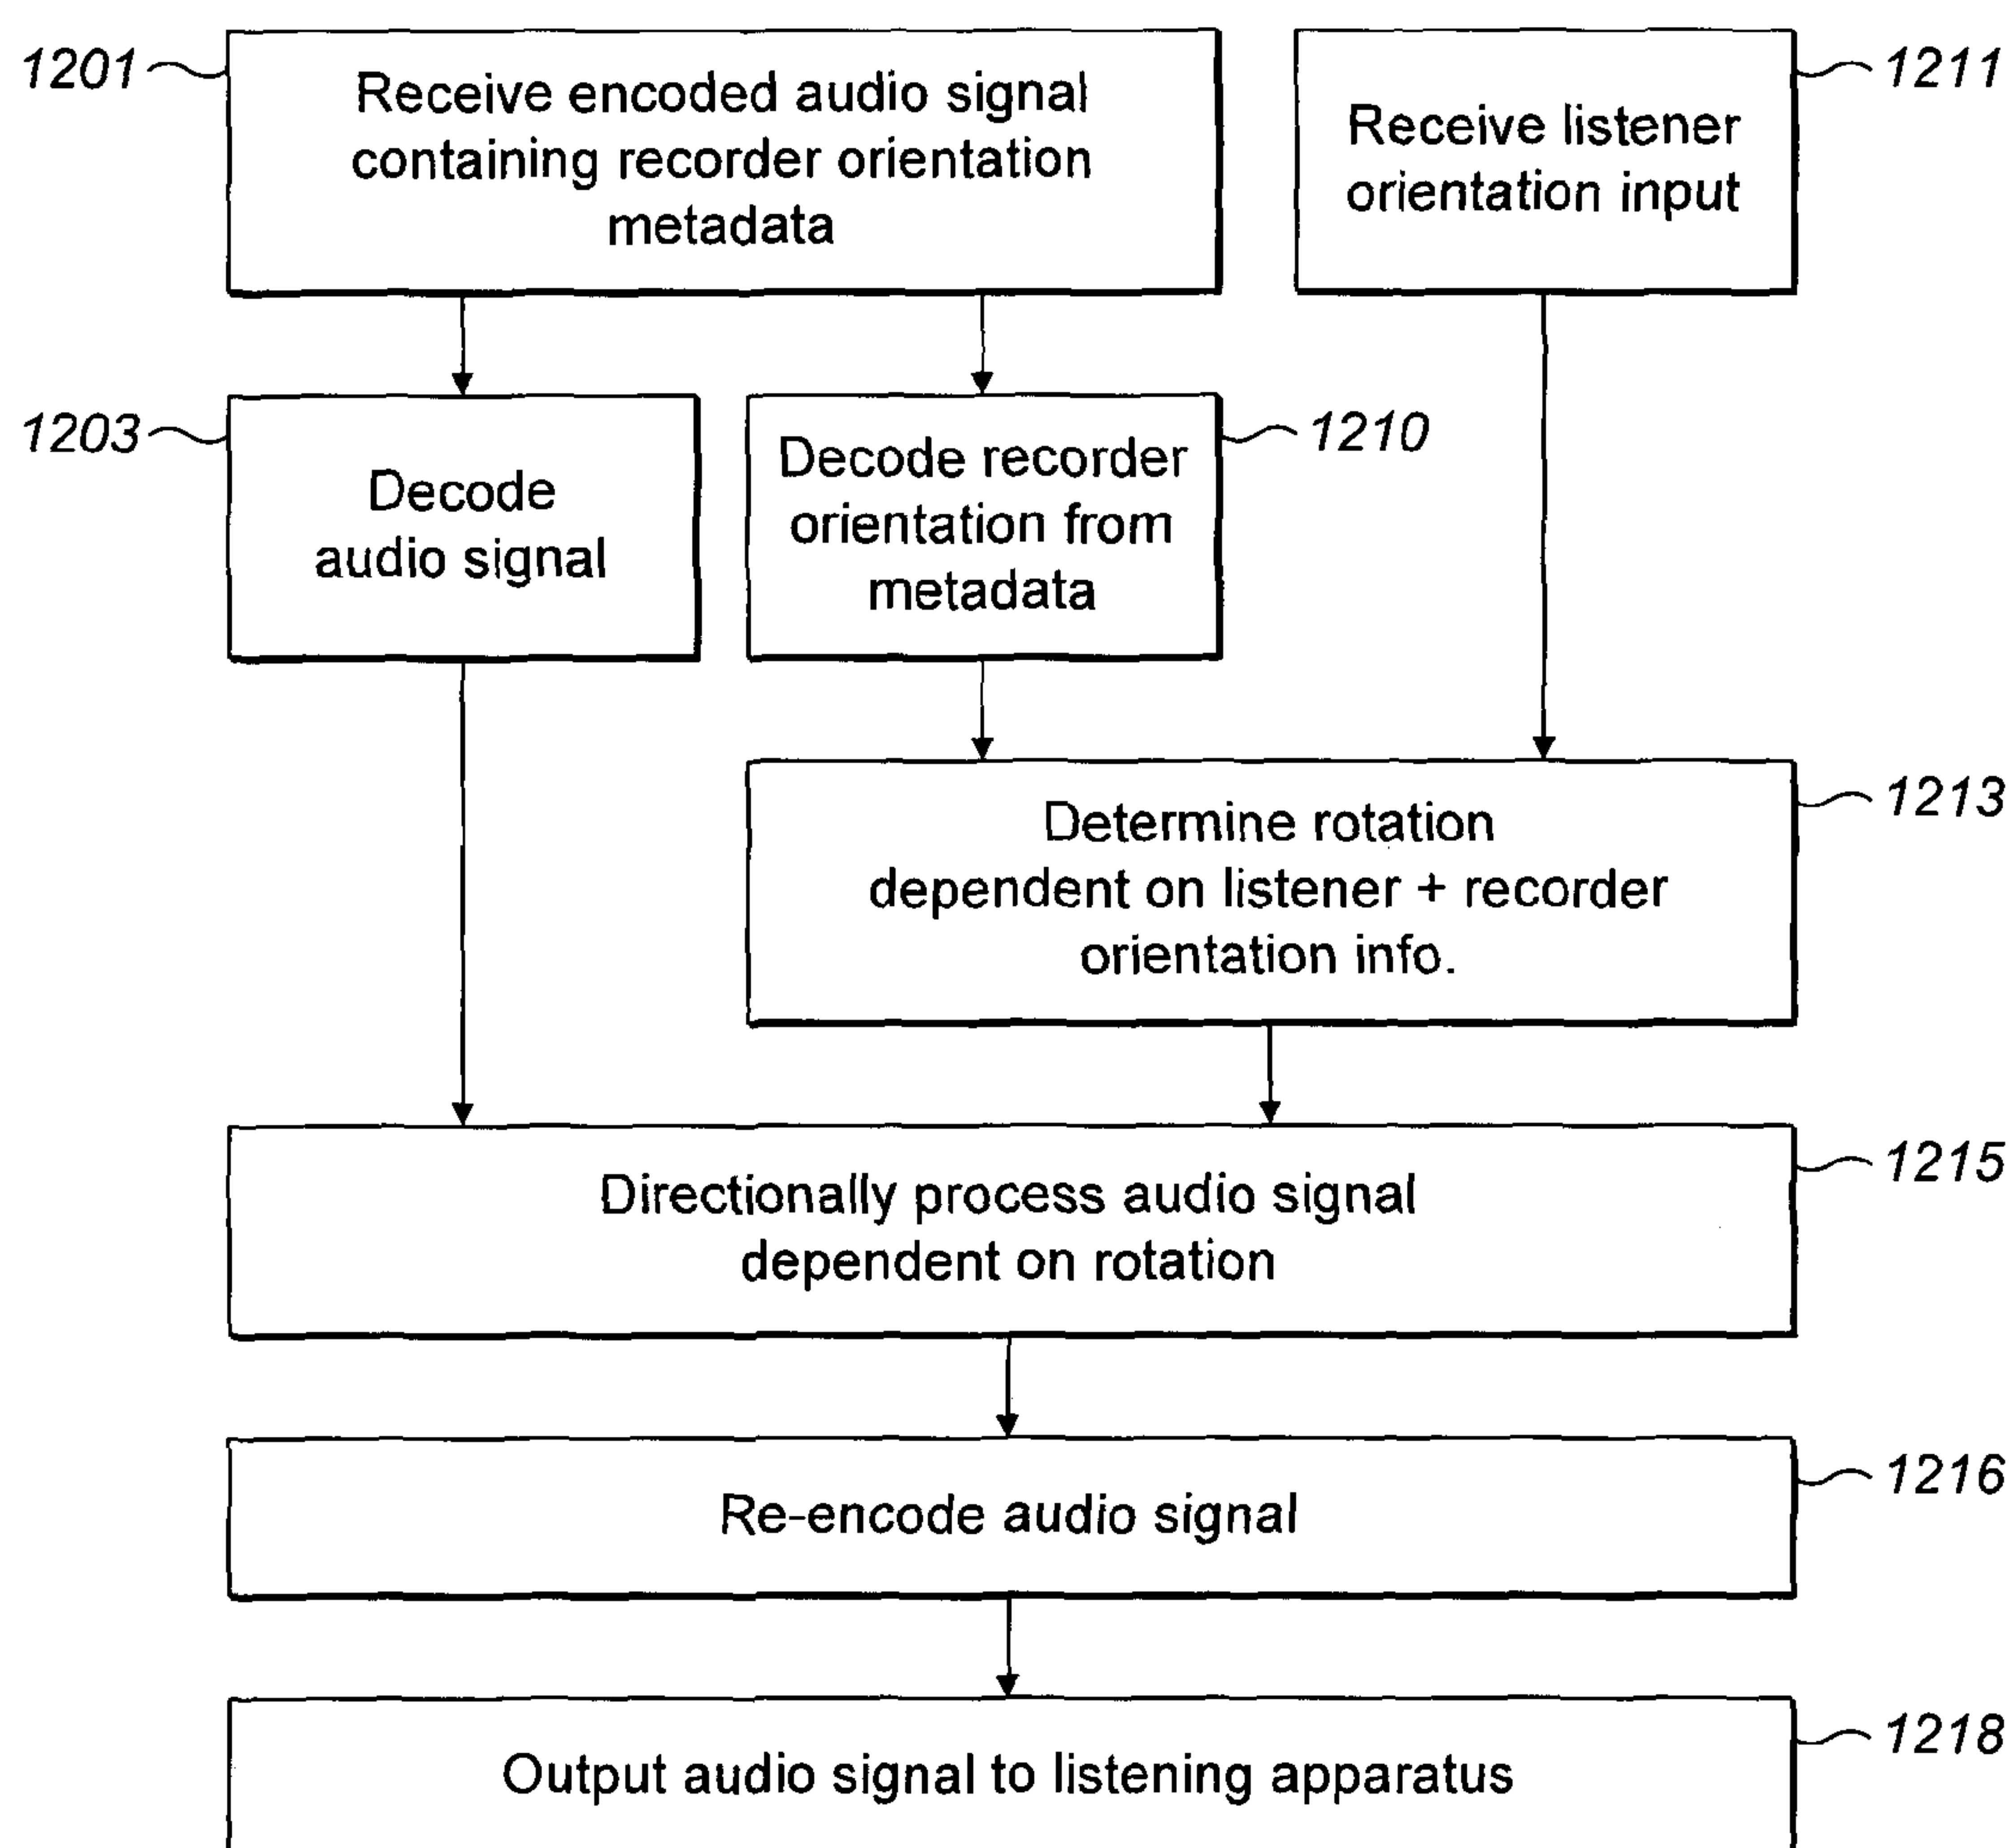 1201
Receive encoded audio signal
containing recorder orientation
metadata
1211
Receive listener
orientation input
1203
Decode
audio signal
1210
Decode recorder
orientation from
metadata
1213
Determine rotation
dependent on listener + recorder
orientation info.
1215
Directionally process audio signal
dependent on rotation
1216
Re-encode audio signal
1218
Output audio signal to listening apparatus